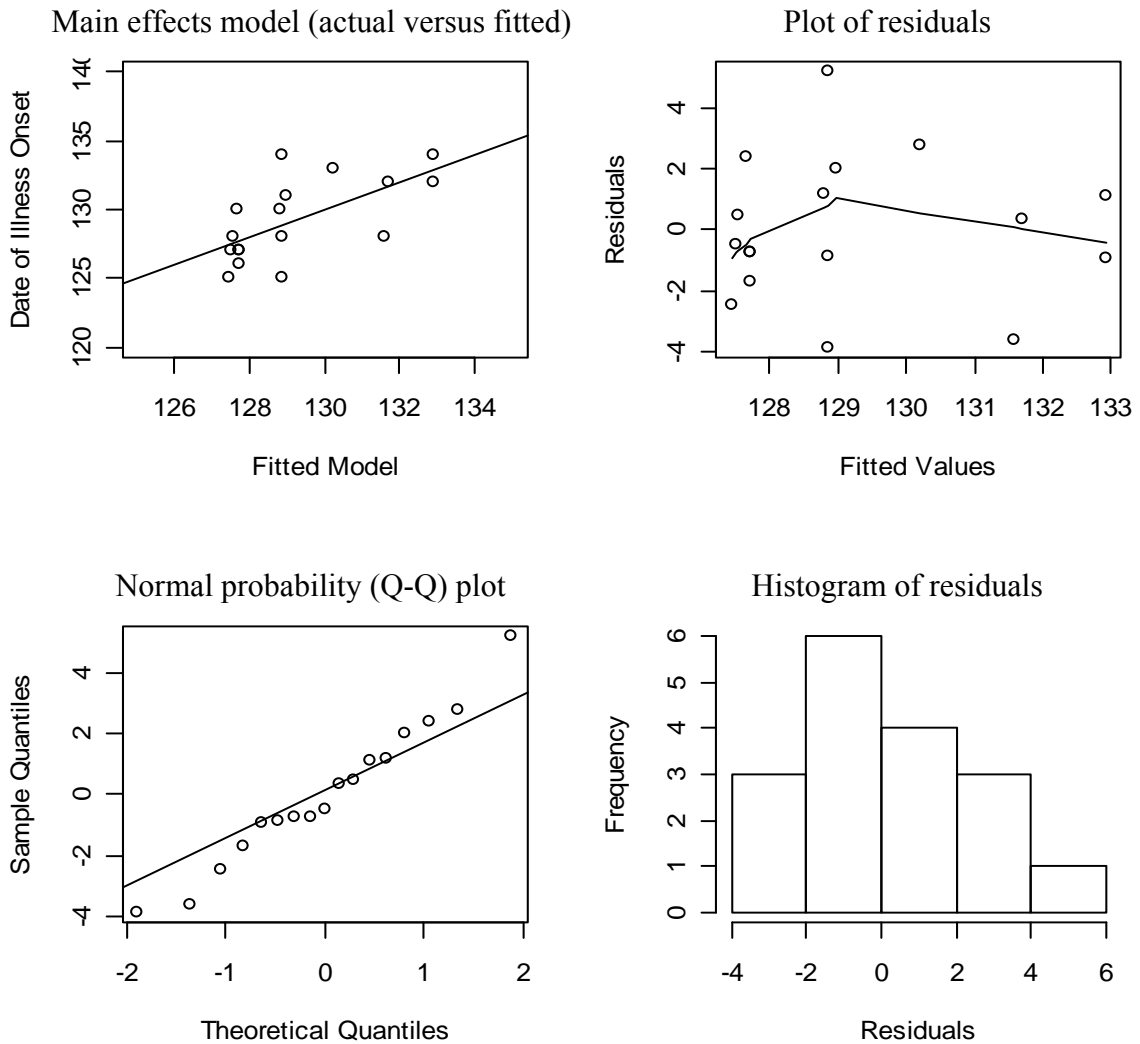 Main effects model (actual versus fitted)
Date of Illness Onset
120 125 130 135 140
126 128 130 132 134
Fitted Model
Plot of residuals
Residuals
-4 -2 0 2 4
128 129 130 131 132 133
Fitted Values
Normal probability (Q-Q) plot
Sample Quantiles
-4 -2 0 2 4
-2 -1 0 1 2
Theoretical Quantiles
Histogram of residuals
Frequency
0 1 2 3 4 5 6
-4 -2 0 2 4 6
Residuals